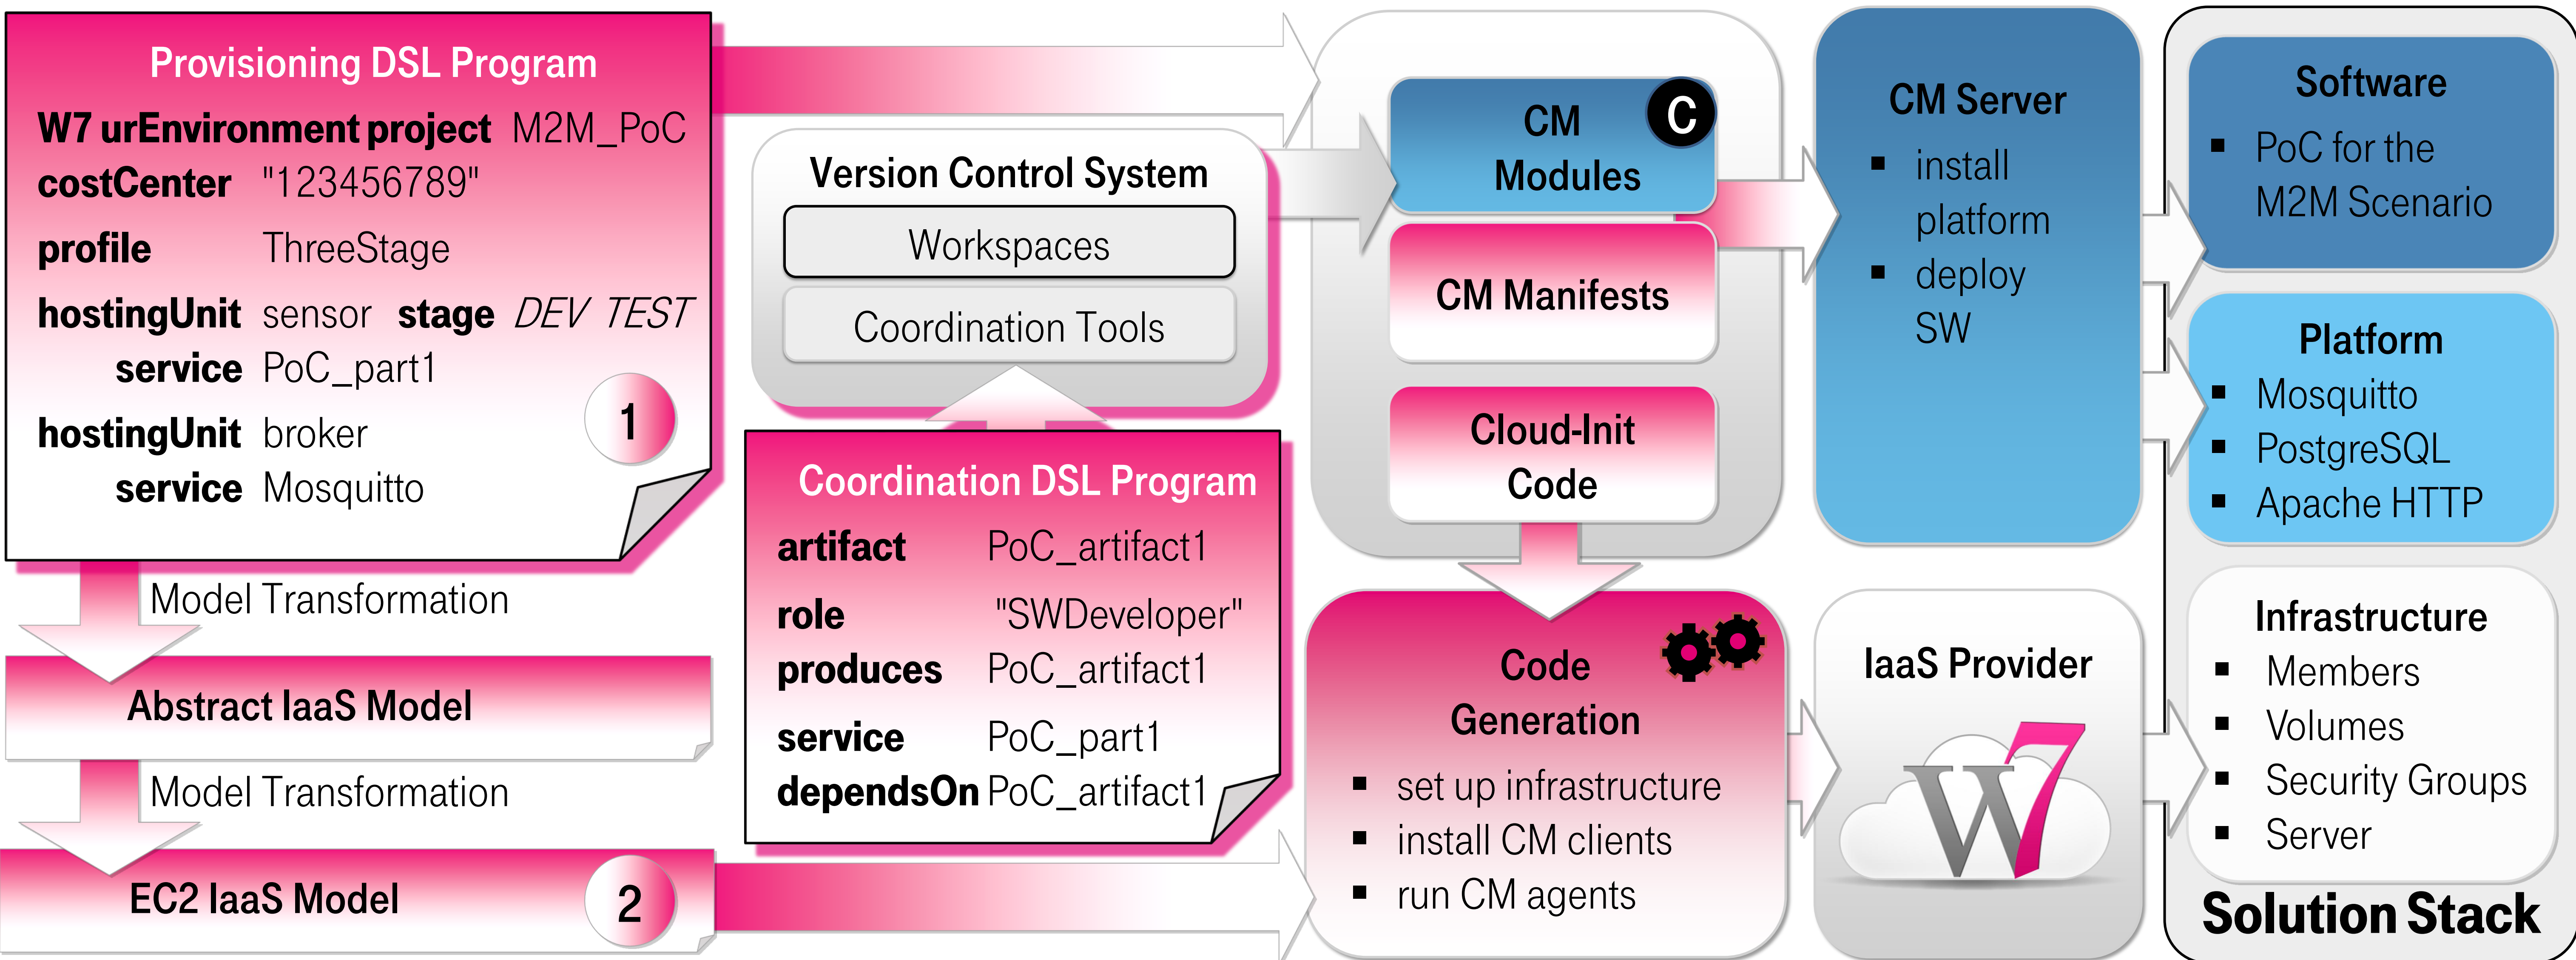 Provisioning DSL Program
W7 urEnvironment project M2M_PoC
costCenter "123456789"
profile ThreeStage
hostingUnit sensor stage DEV TEST
service PoC_part1
hostingUnit broker
service Mosquitto
1
Model Transformation
Abstract IaaS Model
Model Transformation
EC2 IaaS Model
2
Version Control System
Workspaces
Coordination Tools
Coordination DSL Program
artifact PoC_artifact1
role "SWDeveloper"
produces PoC_artifact1
service PoC_part1
dependsOn PoC_artifact1
CM
Modules
C
CM Manifests
Cloud-Init
Code
Code
Generation
▪ set up infrastructure
▪ install CM clients
▪ run CM agents
CM Server
▪ install
platform
▪ deploy
SW
IaaS Provider
W7
Software
▪ PoC for the
M2M Scenario
Platform
▪ Mosquitto
▪ PostgreSQL
▪ Apache HTTP
Infrastructure
▪ Members
▪ Volumes
▪ Security Groups
▪ Server
Solution Stack